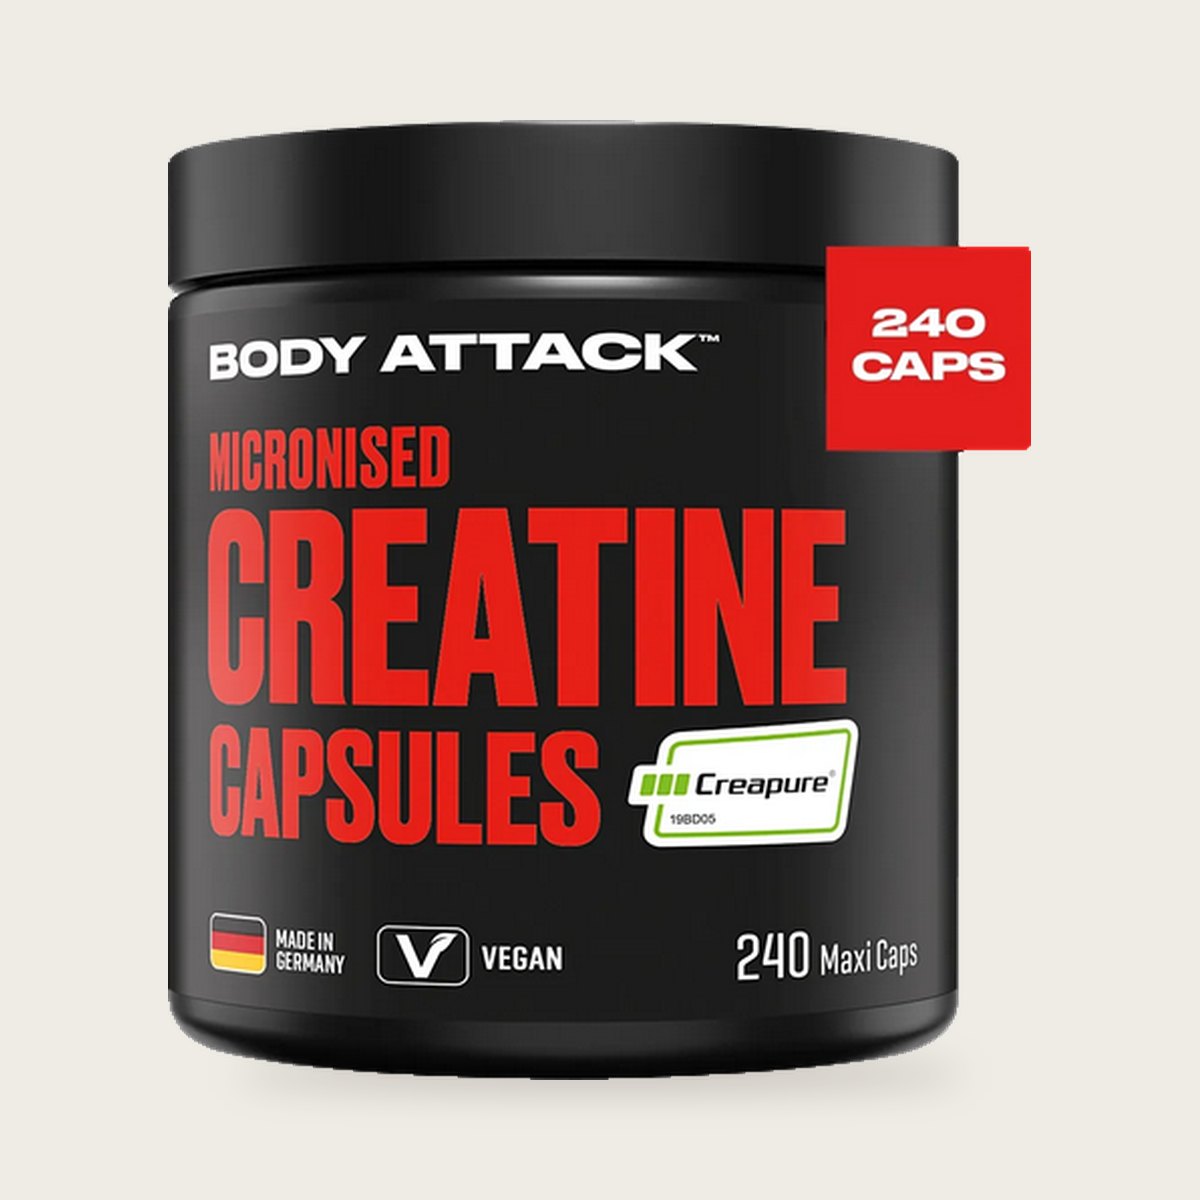 BODY ATTACK™
240
CAPS
MICRONISED
CREATINE
CAPSULES
Creapure®
19BD05
MADE IN
GERMANY
VEGAN
240 Maxi Caps